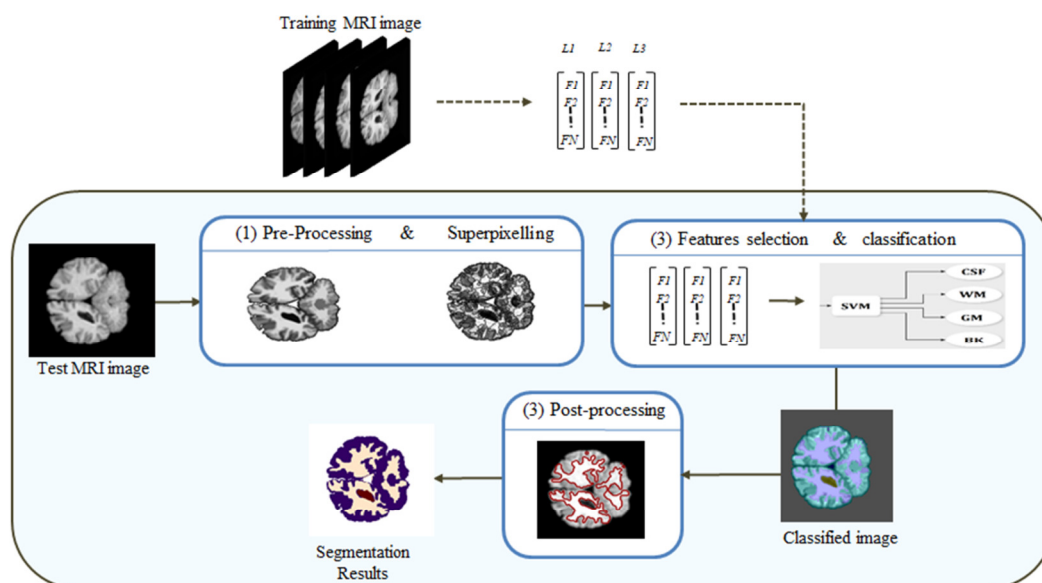 Training MRI image
L1 L2 L3
F1 F1 F1
F2 F2 F2
FN FN FN
(1) Pre-Processing & Superpixelling
(3) Features selection & classification
F1 F1 F1
F2 F2 F2
FN FN FN
SVM
CSF
WM
GM
BK
Test MRI image
(3) Post-processing
Segmentation
Results
Classified image